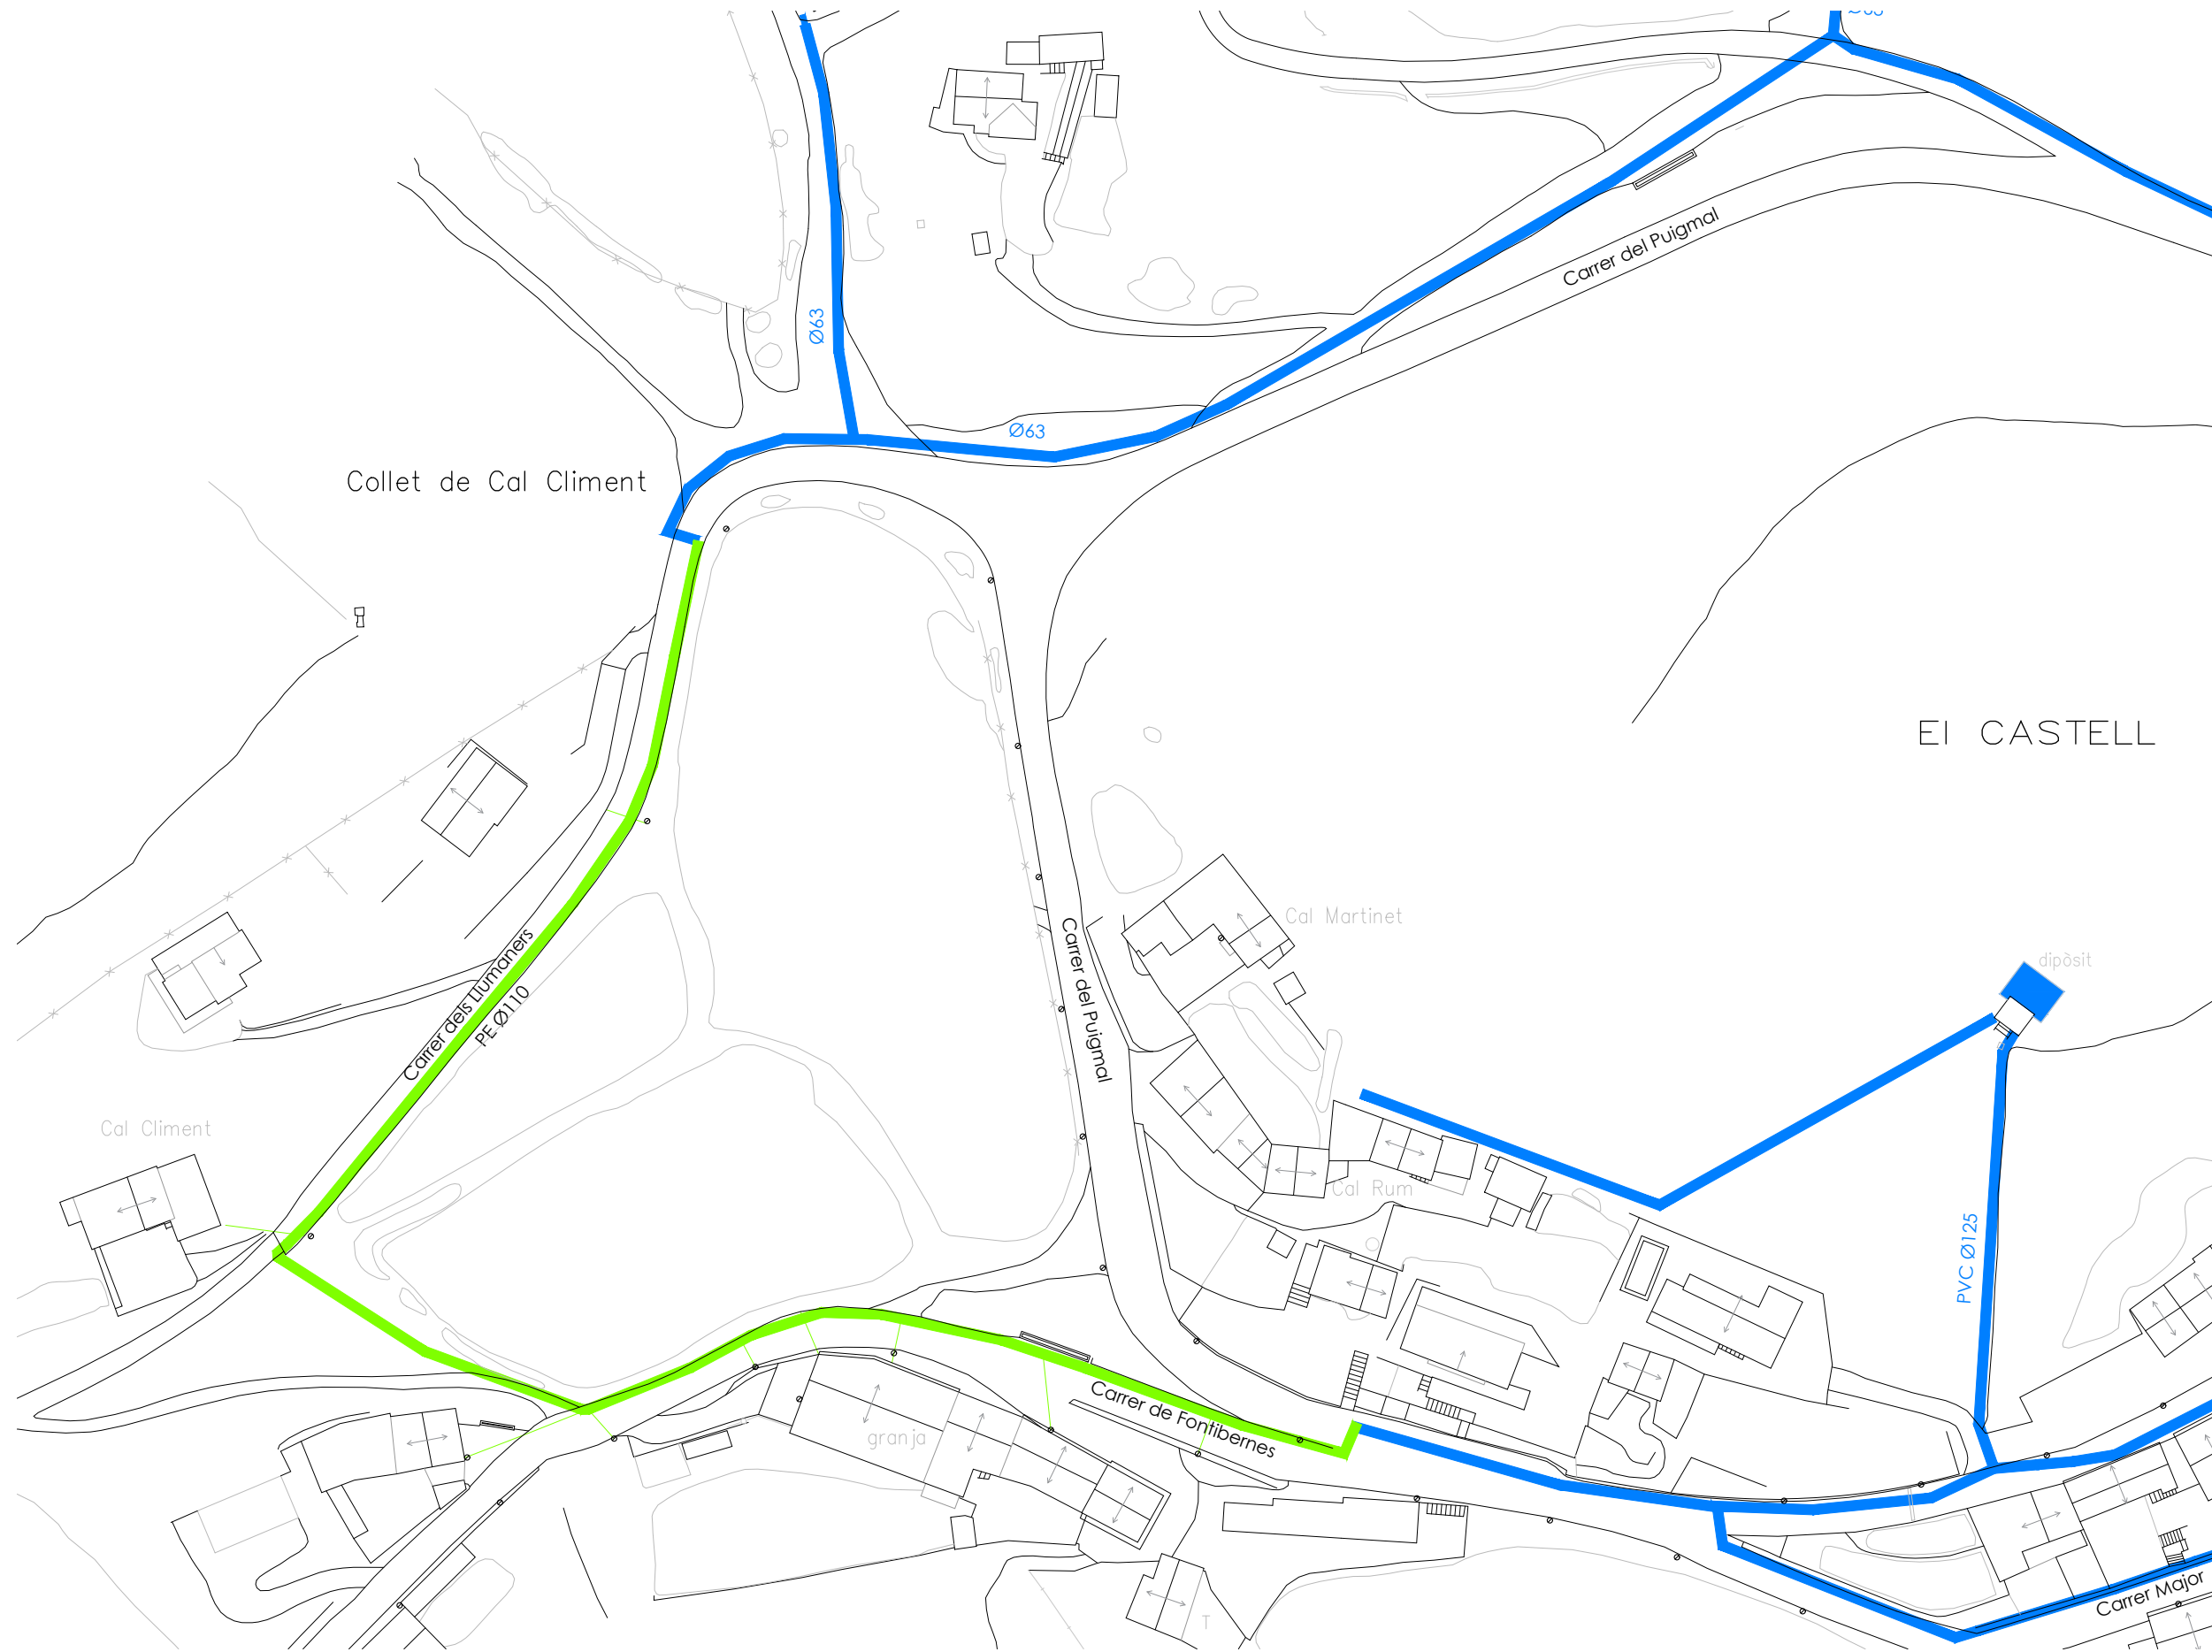 Ø63
Carrer del Puigmal
Ø63
Ø63
Collet de Cal Climent
El CASTELL
Cal Martinet
Carrer del Puigmal
dipòsit
Carrer dels Llumaners
PE Ø110
Cal Climent
Cal Rum
PVC Ø125
Carrer de Fontibernes
granja
Carrer Major
T